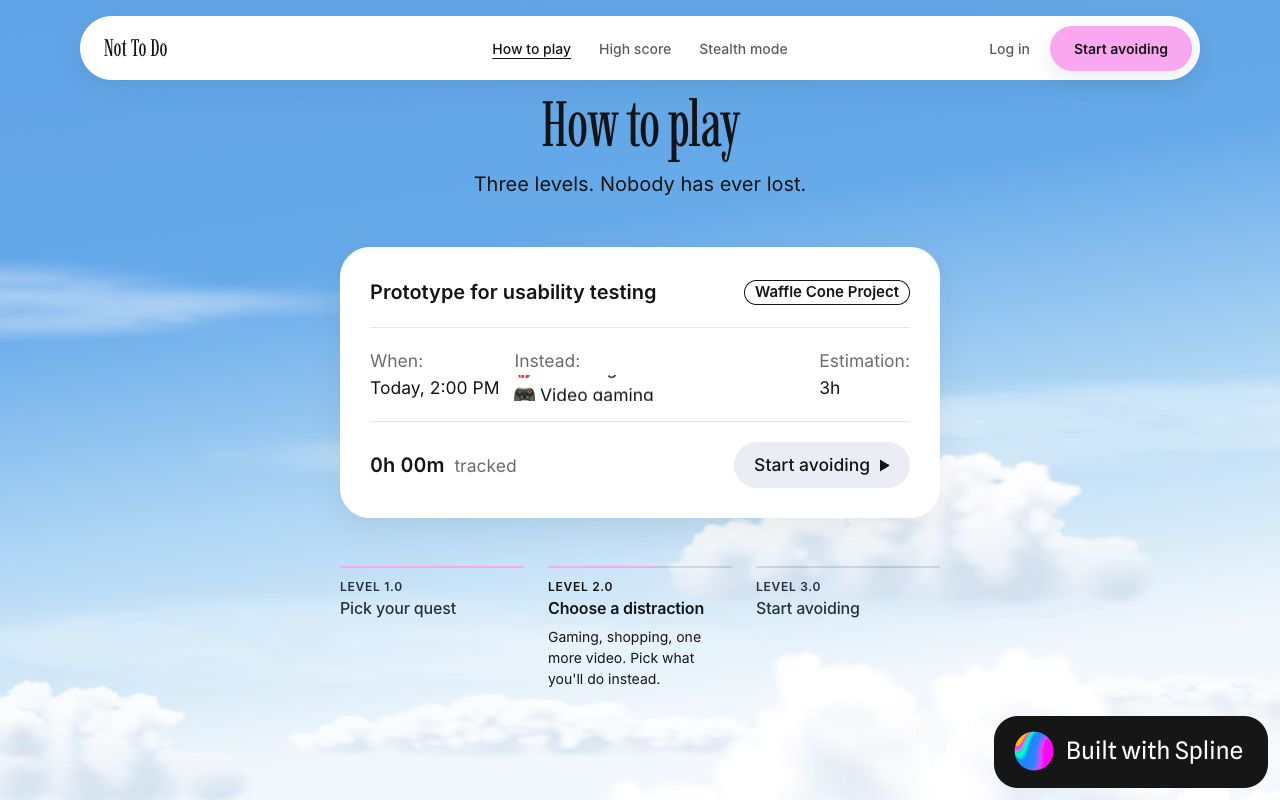 Not To Do
How to play
High score
Stealth mode
Log in
Start avoiding
How to play
Three levels. Nobody has ever lost.
Prototype for usability testing
Waffle Cone Project
When:
Today, 2:00 PM
Instead:
Video gaming
Estimation:
3h
0h 00m tracked
Start avoiding
LEVEL 1.0
Pick your quest
LEVEL 2.0
Choose a distraction
Gaming, shopping, one
more video. Pick what
you'll do instead.
LEVEL 3.0
Start avoiding
Built with Spline